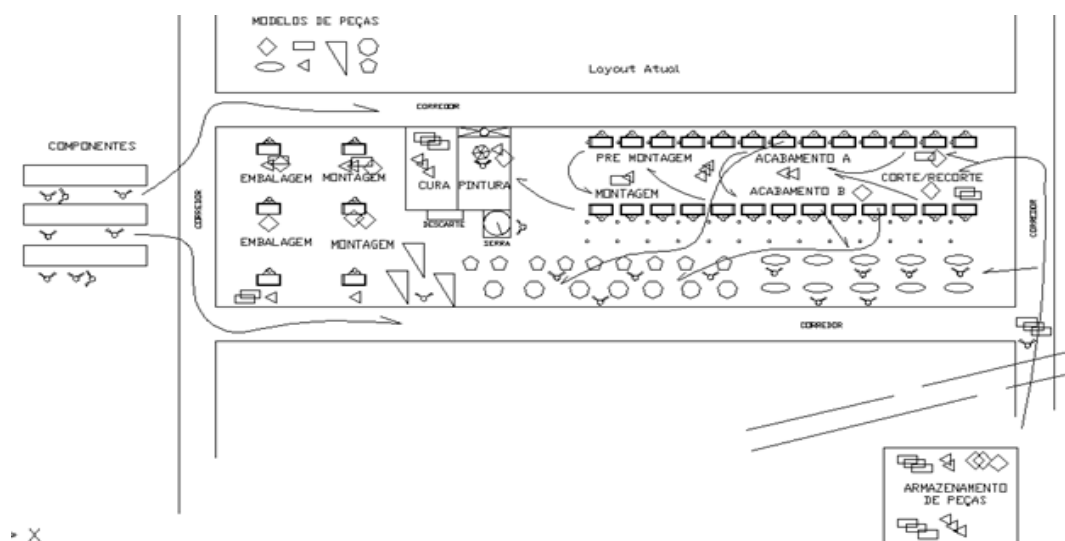 MODELOS DE PEÇAS
Layout Atual
CORREDOR
COMPONENTES
PRE MONTAGEM
ACABAMENTO A
EMBALAGEM
MONTAGEM
CURA
PINTURA
MONTAGEM
ACABAMENTO B
CORTE/RECORTE
CORREDOR
CORREDOR
DESCARTE
SERRA
EMBALAGEM
MONTAGEM
CORREDOR
ARMAZENAMENTO
DE PEÇAS
X